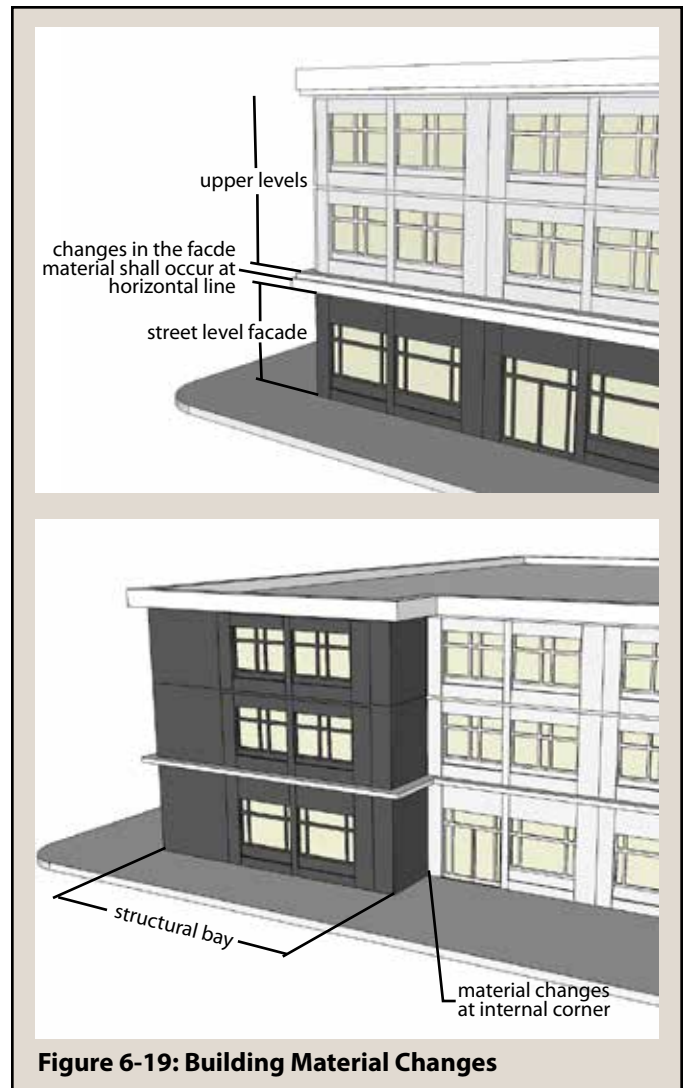 upper levels
changes in the facde
material shall occur at
horizontal line
street level facade
structural bay
material changes
at internal corner
Figure 6-19: Building Material Changes